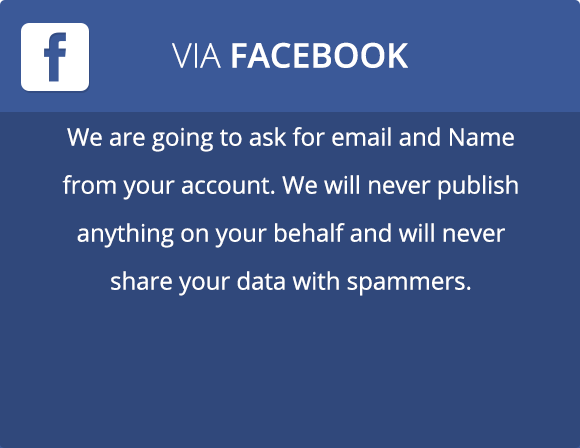 f
VIA FACEBOOK
We are going to ask for email and Name
from your account. We will never publish
anything on your behalf and will never
share your data with spammers.